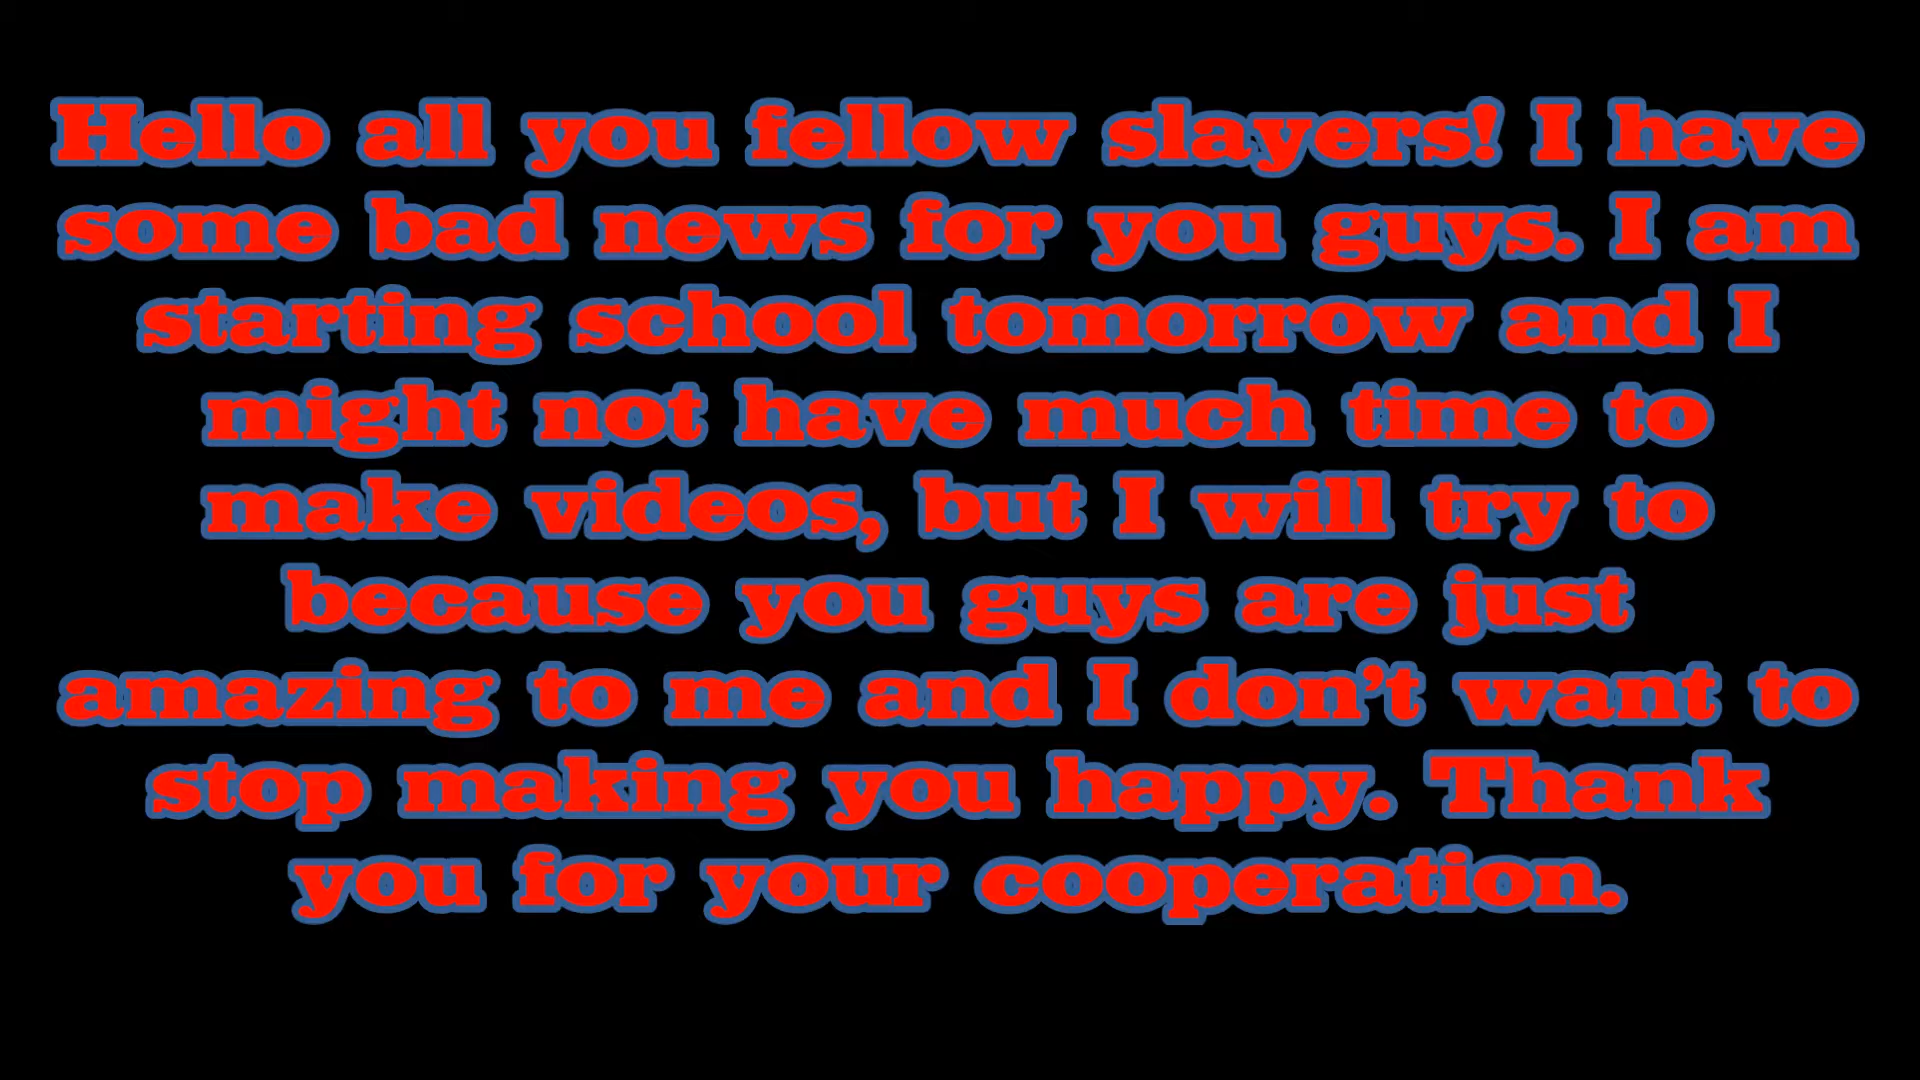 Hello all you fellow slayers! I have
some bad news for you guys. I am
starting school tomorrow and I
might not have much time to
make videos, but I will try to
because you guys are just
amazing to me and I don’t want to
stop making you happy. Thank
you for your cooperation.